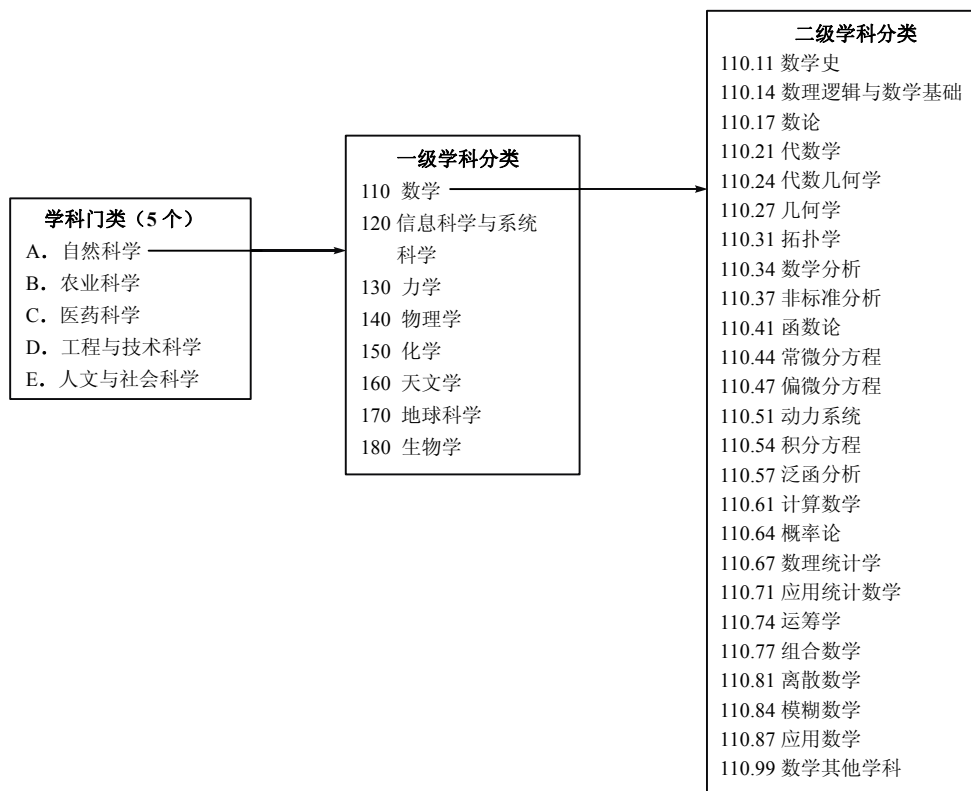 学科门类（5 个）
A．自然科学
B．农业科学
C．医药科学
D．工程与技术科学
E．人文与社会科学
一级学科分类
110 数学
120 信息科学与系统
科学
130 力学
140 物理学
150 化学
160 天文学
170 地球科学
180 生物学
二级学科分类
110.11 数学史
110.14 数理逻辑与数学基础
110.17 数论
110.21 代数学
110.24 代数几何学
110.27 几何学
110.31 拓扑学
110.34 数学分析
110.37 非标准分析
110.41 函数论
110.44 常微分方程
110.47 偏微分方程
110.51 动力系统
110.54 积分方程
110.57 泛函分析
110.61 计算数学
110.64 概率论
110.67 数理统计学
110.71 应用统计数学
110.74 运筹学
110.77 组合数学
110.81 离散数学
110.84 模糊数学
110.87 应用数学
110.99 数学其他学科